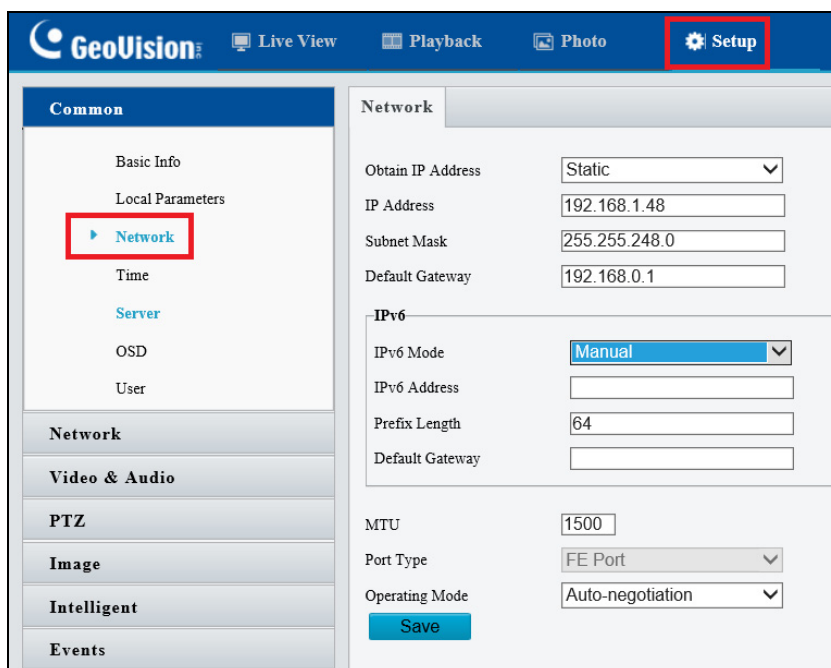 GeoVision: Live View Playback Photo Setup
Common
Basic Info
Local Parameters
Network
Time
Server
OSD
User
Network
Video & Audio
PTZ
Image
Intelligent
Events
Network
Obtain IP Address Static
IP Address 192.168.1.48
Subnet Mask 255.255.248.0
Default Gateway 192.168.0.1
IPv6
IPv6 Mode Manual
IPv6 Address
Prefix Length 64
Default Gateway
MTU 1500
Port Type FE Port
Operating Mode Auto-negotiation
Save